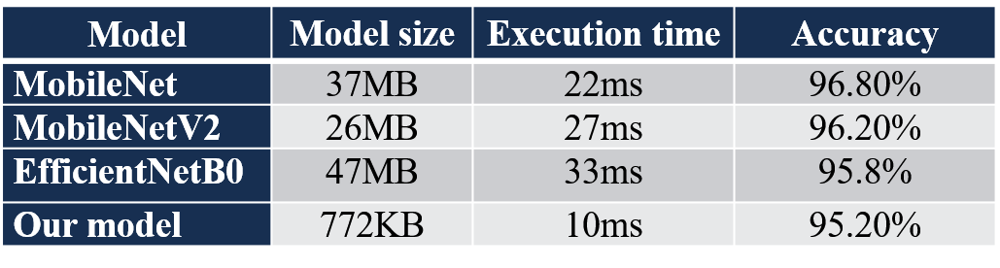 Model Model size Execution time Accuracy
MobileNet 37MB 22ms 96.80%
MobileNetV2 26MB 27ms 96.20%
EfficientNetB0 47MB 33ms 95.8%
Our model 772KB 10ms 95.20%